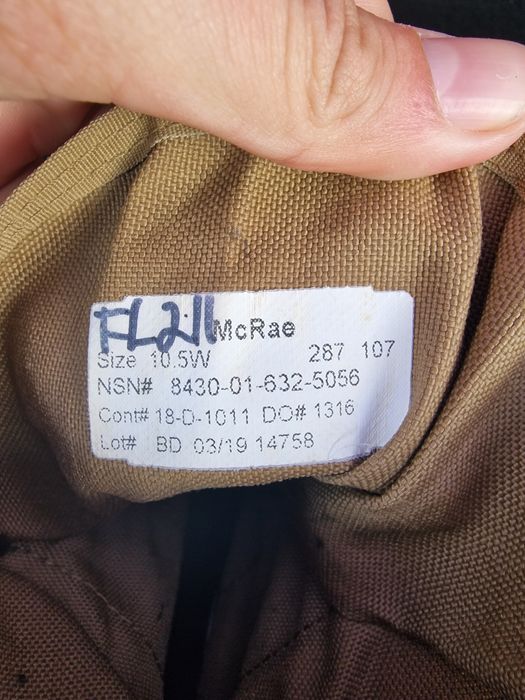 FL211 McRae
Size 10.5W 287 107
NSN# 8430-01-632-5056
Cont# 18-D-1011 DO# 1316
Lot# BD 03/19 14758